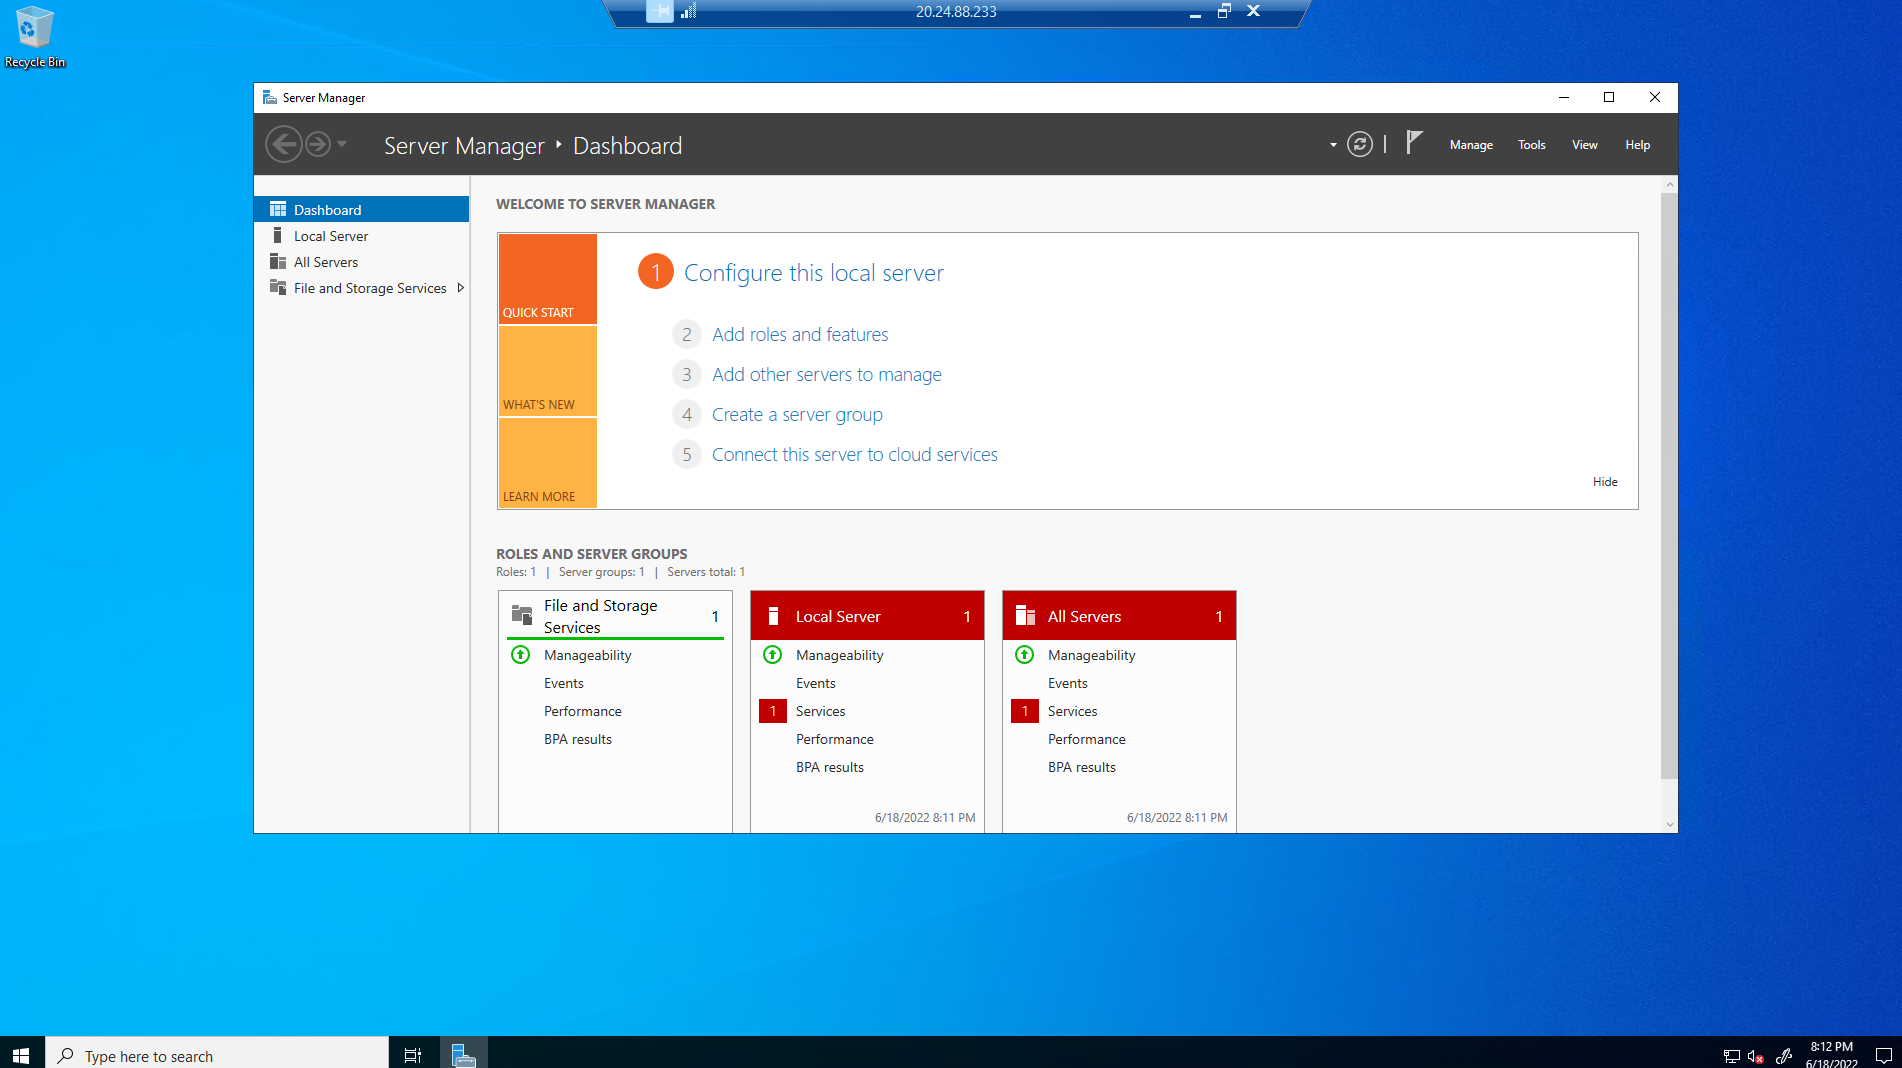 20.24.88.233
Recycle Bin
Server Manager
Server Manager Dashboard
Manage Tools View Help
Dashboard
Local Server
All Servers
File and Storage Services
WELCOME TO SERVER MANAGER
QUICK START
WHAT'S NEW
LEARN MORE
1 Configure this local server
2 Add roles and features
3 Add other servers to manage
4 Create a server group
5 Connect this server to cloud services
Hide
ROLES AND SERVER GROUPS
Roles: 1 | Server groups: 1 | Servers total: 1
File and Storage
Services
1
Manageability
Events
Performance
BPA results
Local Server 1
Manageability
Events
1 Services
Performance
BPA results
6/18/2022 8:11 PM
All Servers 1
Manageability
Events
1 Services
Performance
BPA results
6/18/2022 8:11 PM
Type here to search
8:12 PM
6/18/2022